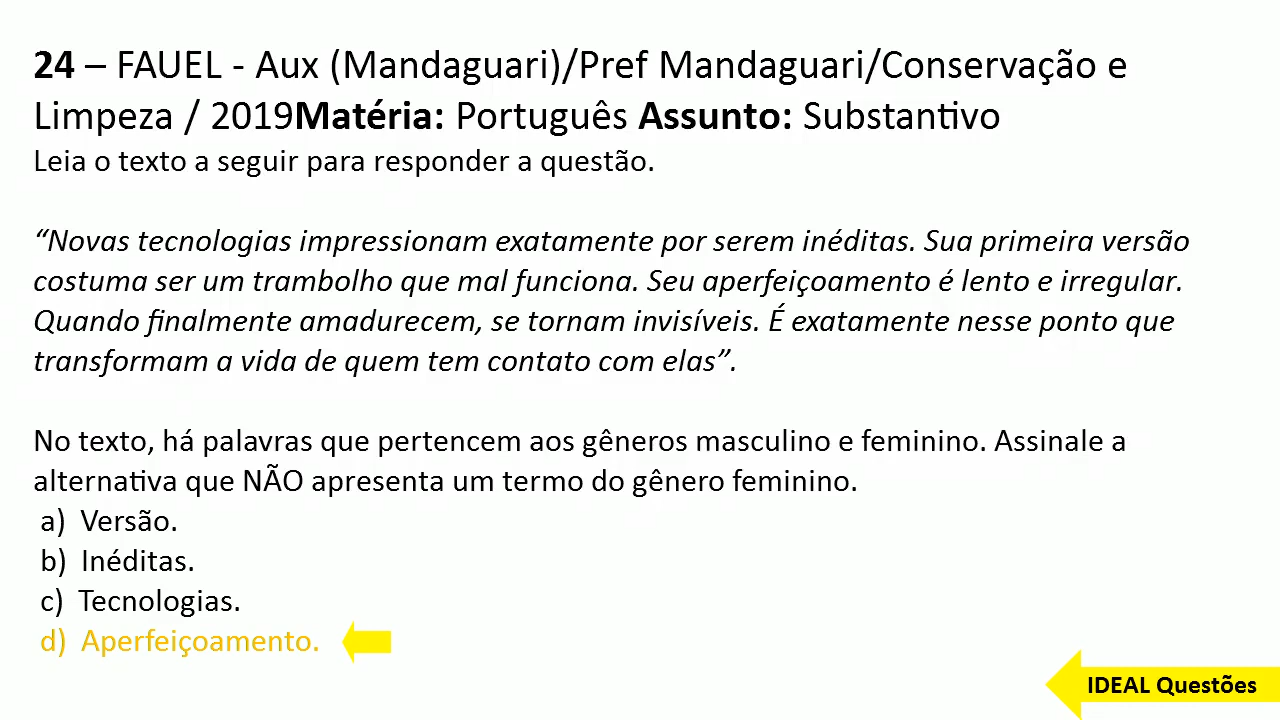 24 – FAUEL - Aux (Mandaguari)/Pref Mandaguari/Conservação e
Limpeza / 2019Matéria: Português Assunto: Substantivo
Leia o texto a seguir para responder a questão.
“Novas tecnologias impressionam exatamente por serem inéditas. Sua primeira versão
costuma ser um trambolho que mal funciona. Seu aperfeiçoamento é lento e irregular.
Quando finalmente amadurecem, se tornam invisíveis. É exatamente nesse ponto que
transformam a vida de quem tem contato com elas”.
No texto, há palavras que pertencem aos gêneros masculino e feminino. Assinale a
alternativa que NÃO apresenta um termo do gênero feminino.
a) Versão.
b) Inéditas.
c) Tecnologias.
d) Aperfeiçoamento.
IDEAL Questões